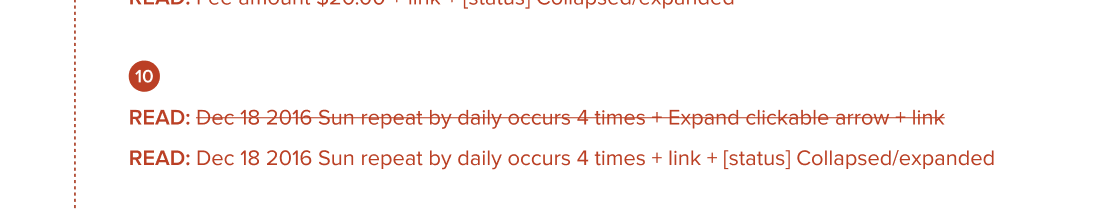 READ: Fee amount $20.00 + link + [status] Collapsed/expanded
10
READ: Dec 18 2016 Sun repeat by daily occurs 4 times + Expand clickable arrow + link
READ: Dec 18 2016 Sun repeat by daily occurs 4 times + link + [status] Collapsed/expanded